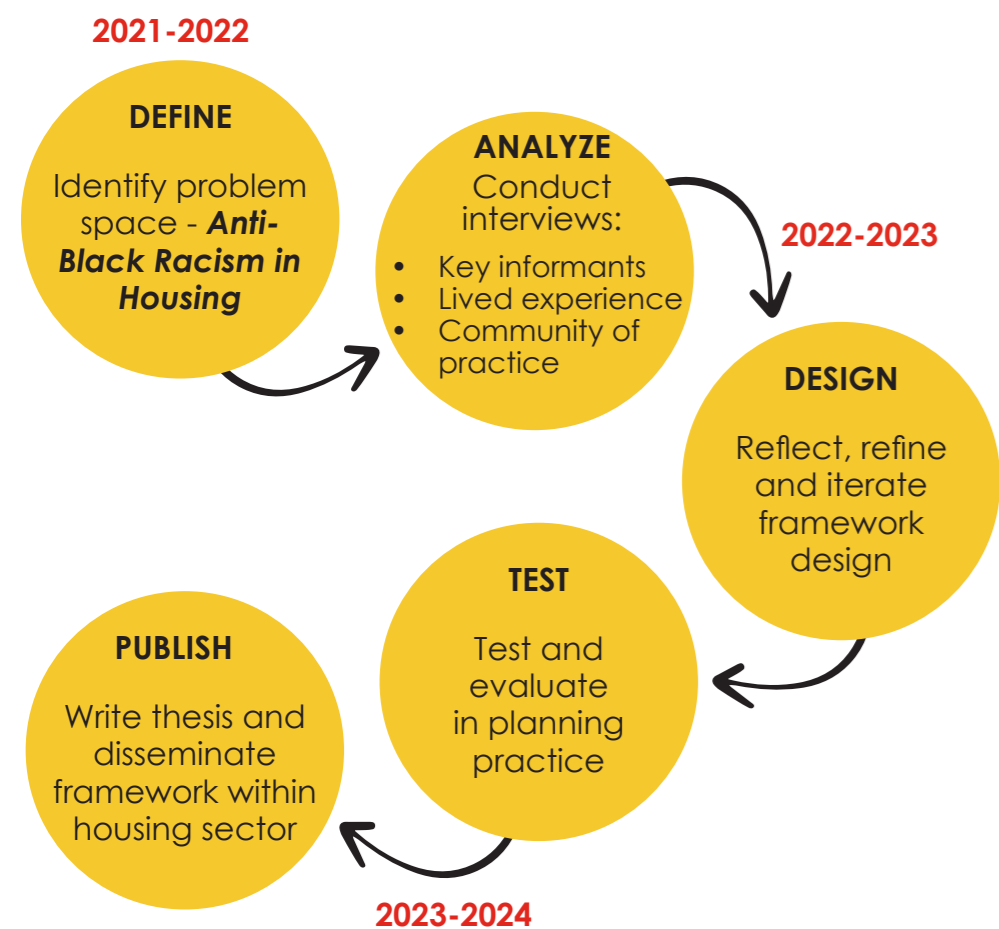 2021-2022
DEFINE
Identify problem
space - Anti-
Black Racism in
Housing
ANALYZE
Conduct
interviews:
• Key informants
• Lived experience
• Community of
practice
2022-2023
DESIGN
Reflect, refine
and iterate
framework
design
TEST
Test and
evaluate
in planning
practice
PUBLISH
Write thesis and
disseminate
framework within
housing sector
2023-2024